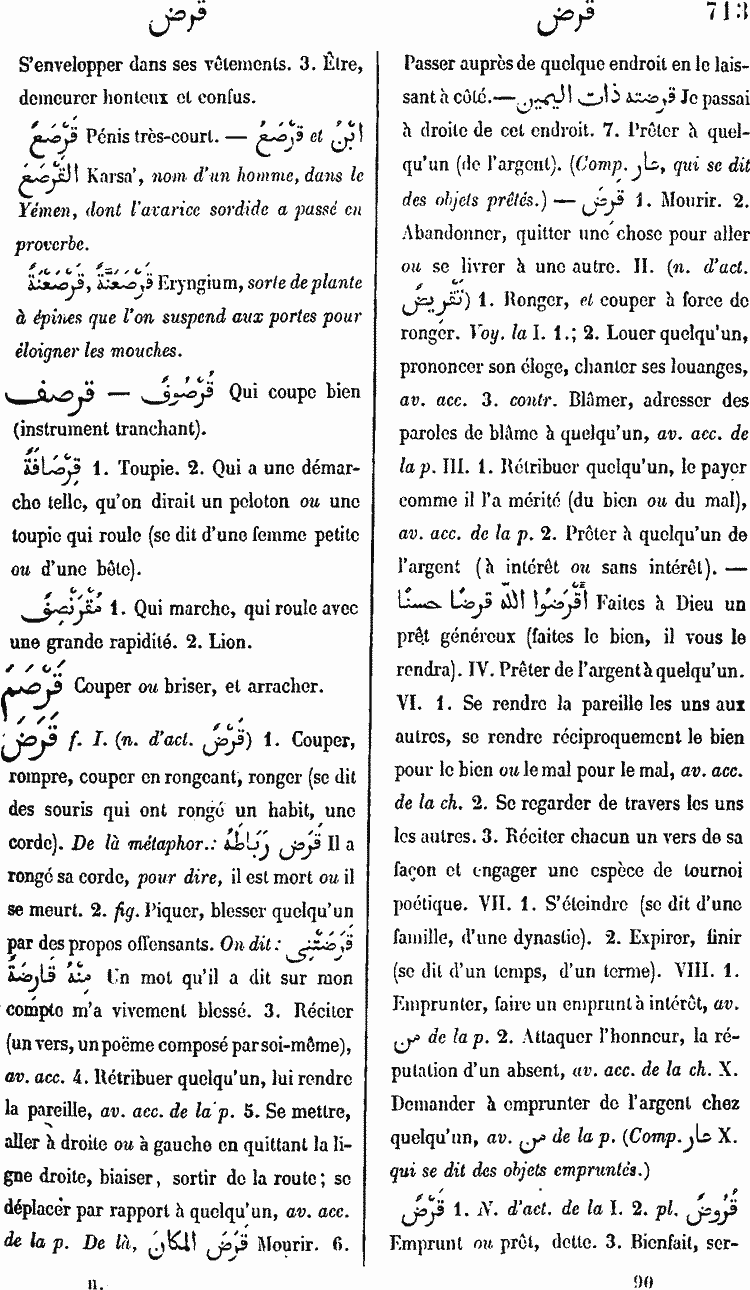 قرض قرض 713
S'envelopper dans ses vêtements. 3. Être,
demeurer honteux et confus.
قَرْصَعٌ Pénis très-court. — قَرْصَعٌ et اَبْنُ
القَرْصَعِ Karsa', nom d'un homme, dans le
Yémen, dont l'avarice sordide a passé en
proverbe.
قِرْصَعْنَةٌ, قَرْصَعْنَةٌ Eryngium, sorte de plante
à épines que l'on suspend aux portes pour
éloigner les mouches.
قرصف — قُرْصُوفٌ Qui coupe bien
(instrument tranchant).
قِرْصَافَةٌ 1. Toupie. 2. Qui a une démar-
che telle, qu'on dirait un peloton ou une
toupie qui roule (se dit d'une femme petite
ou d'une bête).
مُقْرَنْصِفٌ 1. Qui marche, qui roule avec
une grande rapidité. 2. Lion.
قَرْصَمَ Couper ou briser, et arracher.
قَرَضَ f. I. (n. d'act. قَرْضٌ) 1. Couper,
rompre, couper en rongeant, ronger (se dit
des souris qui ont rongé un habit, une
corde). De là métaphor.: قَرَضَ رِبَاطَهُ Il a
rongé sa corde, pour dire, il est mort ou il
se meurt. 2. fig. Piquer, blesser quelqu'un
par des propos offensants. On dit: قَرَضَتْنِى
مِنْهُ قَارِضَةٌ Un mot qu'il a dit sur mon
compte m'a vivement blessé. 3. Réciter
(un vers, un poëme composé par soi-même),
av. acc. 4. Rétribuer quelqu'un, lui rendre
la pareille, av. acc. de la p. 5. Se mettre,
aller à droite ou à gauche en quittant la li-
gne droite, biaiser, sortir de la route; se
déplacer par rapport à quelqu'un, av. acc.
de la p. De là, قَرَضَ المكانَ Mourir. 6.
II.
Passer auprès de quelque endroit en le lais-
sant à côté.— قرضته ذات اليمين Je passai
à droite de cet endroit. 7. Prêter à quel-
qu'un (de l'argent). (Comp. عار, qui se dit
des objets prêtés.) — قَرِضَ 1. Mourir. 2.
Abandonner, quitter une chose pour aller
ou se livrer à une autre. II. (n. d'act.
تَقْرِيضٌ) 1. Ronger, et couper à force de
ronger. Voy. la I. 1.; 2. Louer quelqu'un,
prononcer son éloge, chanter ses louanges,
av. acc. 3. contr. Blâmer, adresser des
paroles de blâme à quelqu'un, av. acc. de
la p. III. 1. Rétribuer quelqu'un, le payer
comme il l'a mérité (du bien ou du mal),
av. acc. de la p. 2. Prêter à quelqu'un de
l'argent (à intérêt ou sans intérêt). —
أَقْرِضُوا اللّٰهَ قرضًا حسنًا Faites à Dieu un
prêt généreux (faites le bien, il vous le
rendra). IV. Prêter de l'argent à quelqu'un.
VI. 1. Se rendre la pareille les uns aux
autres, se rendre réciproquement le bien
pour le bien ou le mal pour le mal, av. acc.
de la ch. 2. Se regarder de travers les uns
les autres. 3. Réciter chacun un vers de sa
façon et engager une espèce de tournoi
poétique. VII. 1. S'éteindre (se dit d'une
famille, d'une dynastie). 2. Expirer, finir
(se dit d'un temps, d'un terme). VIII. 1.
Emprunter, faire un emprunt à intérêt, av.
من de la p. 2. Attaquer l'honneur, la ré-
putation d'un absent, av. acc. de la ch. X.
Demander à emprunter de l'argent chez
quelqu'un, av. من de la p. (Comp. عار X.
qui se dit des objets empruntés.)
قَرْضٌ 1. N. d'act. de la I. 2. pl. قُرُوضٌ
Emprunt ou prêt, dette. 3. Bienfait, ser-
90